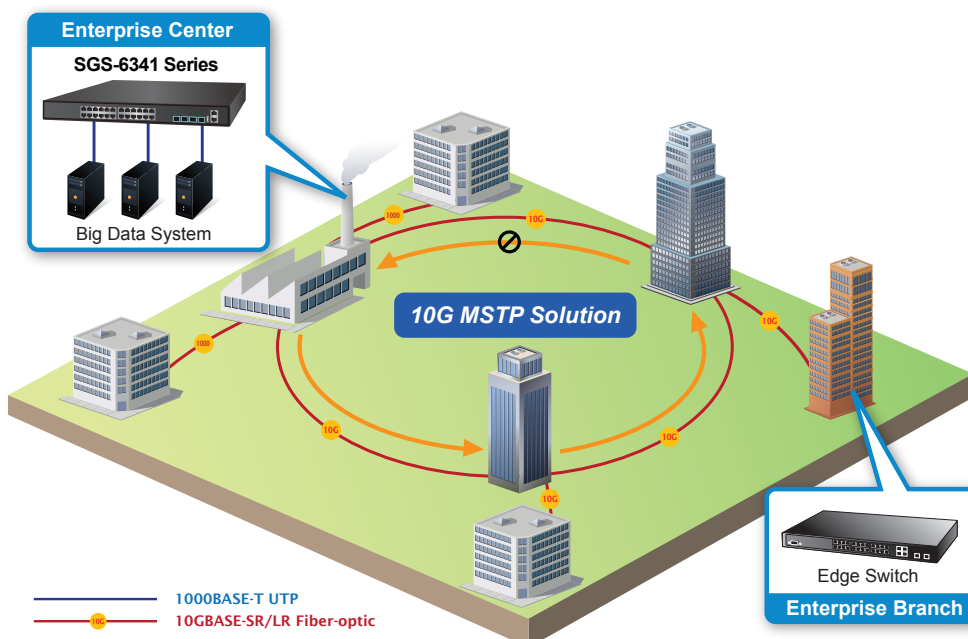 Enterprise Center
SGS-6341 Series
Big Data System
1000
10G
10G MSTP Solution
10G
1000
10G
10G
10G
Edge Switch
Enterprise Branch
1000BASE-T UTP
10G
10GBASE-SR/LR Fiber-optic